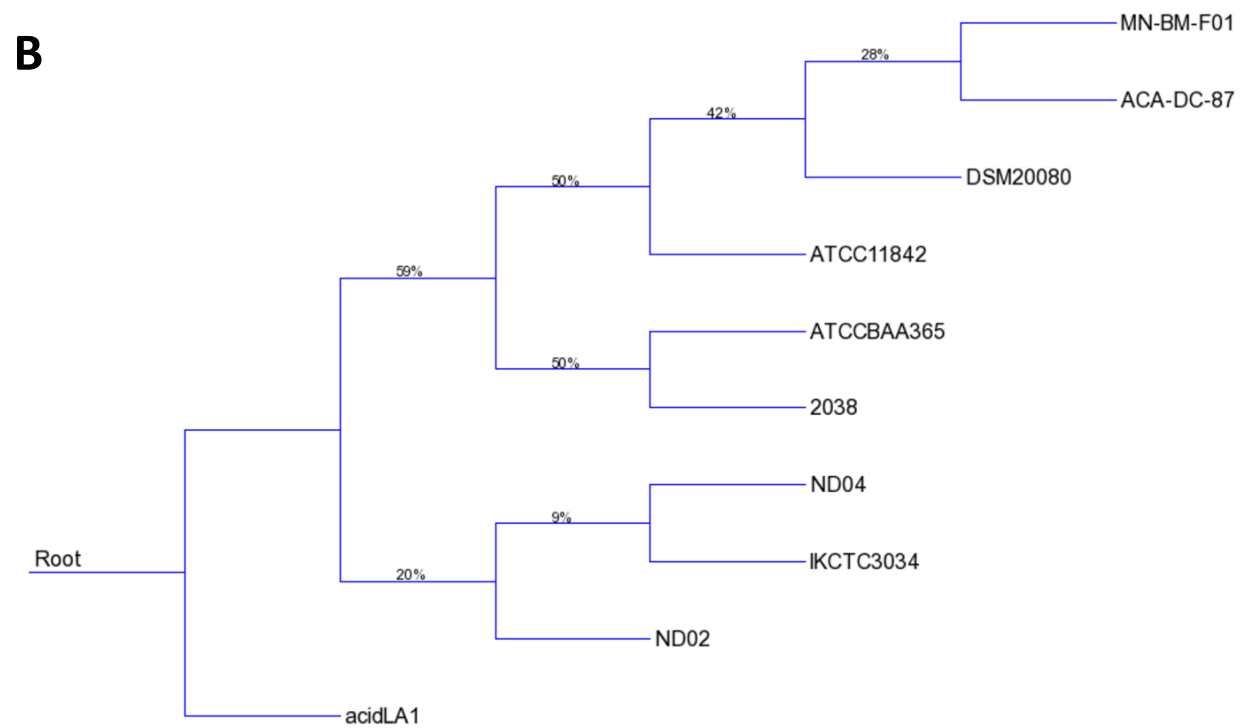 B
MN-BM-F01
28%
ACA-DC-87
42%
DSM20080
50%
ATCC11842
59%
ATCCBAA365
50%
2038
ND04
9%
IKCTC3034
Root
20%
ND02
acidLA1